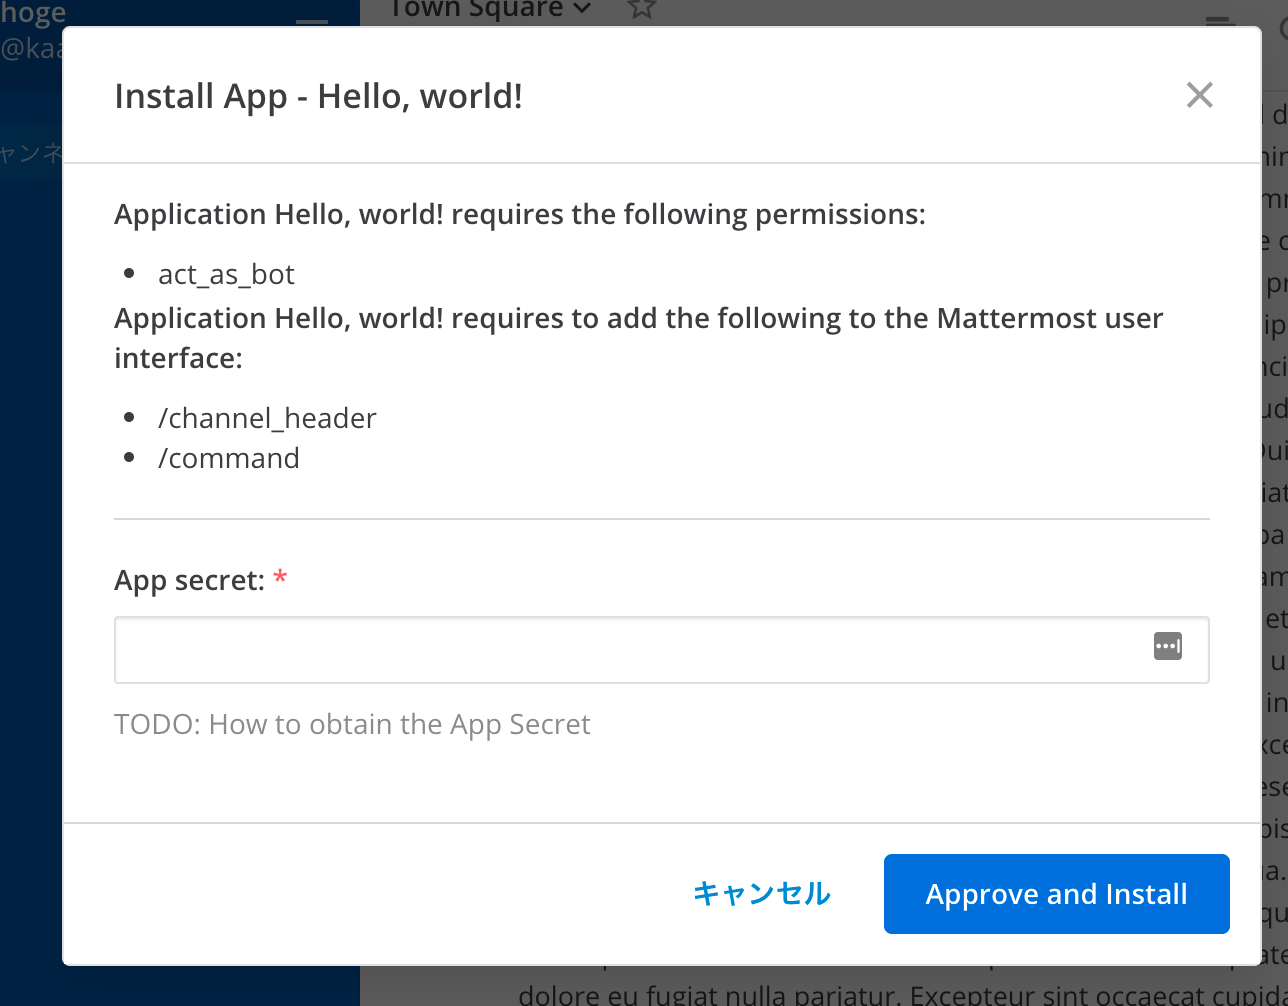 hoge
Town Square
Install App - Hello, world!
Application Hello, world! requires the following permissions:
act_as_bot
Application Hello, world! requires to add the following to the Mattermost user
interface:
/channel_header
/command
App secret: *
TODO: How to obtain the App Secret
キャンセル
Approve and Install
dolore eu fugiat nulla pariatur. Excepteur sint occaecat